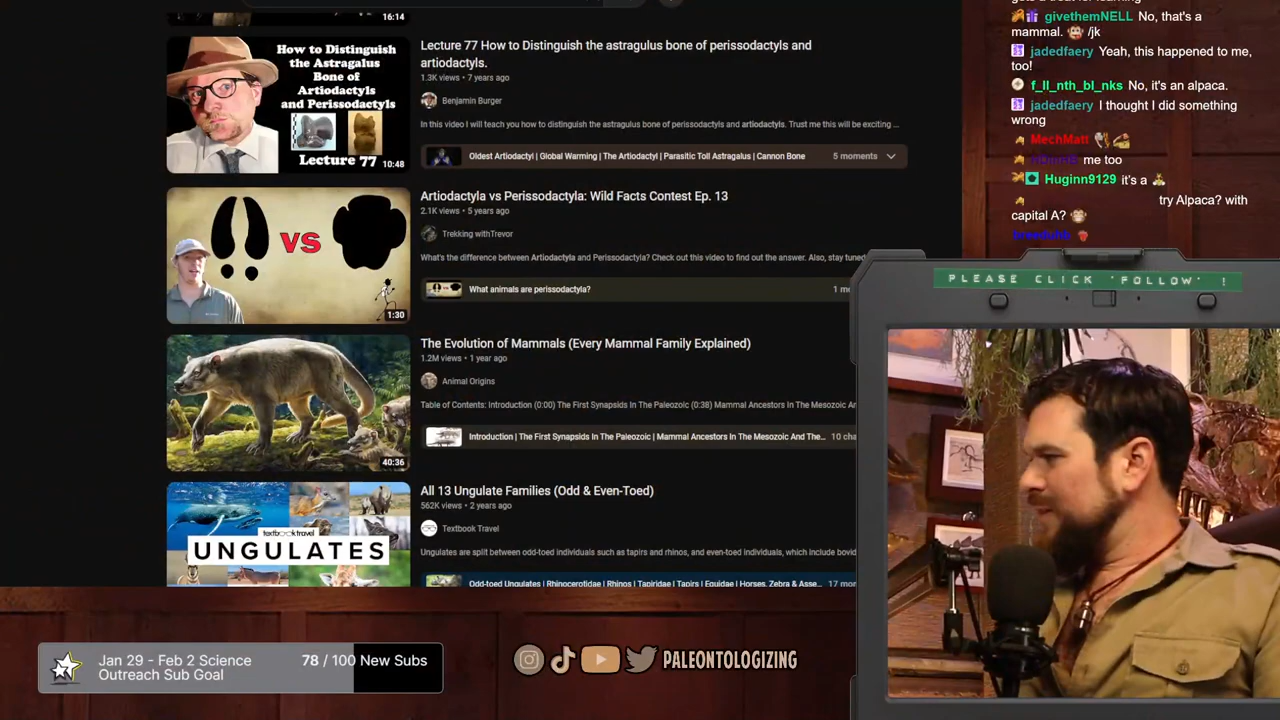 16:14
How to Distinguish
the Astragalus
Bone of
Artiodactyls
and Perissodactyls
Lecture 77
10:48
Lecture 77 How to Distinguish the astragulus bone of perissodactyls and
artiodactyls.
1.3K views • 7 years ago
Benjamin Burger
In this video I will teach you how to distinguish the astragulus bone of perissodactyls and artiodactyls. Trust me this will be exciting ...
Oldest Artiodactyl | Global Warming | The Artiodactyl | Parasitic Toll Astragalus | Cannon Bone
5 moments
VS
1:30
Artiodactyla vs Perissodactyla: Wild Facts Contest Ep. 13
2.1K views • 5 years ago
Trekking withTrevor
What's the difference between Artiodactyla and Perissodactyla? Check out this video to find out the answer. Also, stay tuned
What animals are perissodactyla?
1 mo
40:36
The Evolution of Mammals (Every Mammal Family Explained)
1.2M views • 1 year ago
Animal Origins
Table of Contents: Introduction (0:00) The First Synapsids In The Paleozoic (0:38) Mammal Ancestors In The Mesozoic An
Introduction | The First Synapsids In The Paleozoic | Mammal Ancestors In The Mesozoic And The...
10 cha
textbook travel
UNGULATES
All 13 Ungulate Families (Odd & Even-Toed)
562K views • 2 years ago
Textbook Travel
Ungulates are split between odd-toed individuals such as tapirs and rhinos, and even-toed individuals, which include bovid
Odd-toed Ungulates | Rhinocerotidae | Rhinos | Tapiridae | Tapirs | Equidae | Horses, Zebra & Asse...
17 mor
givethemNELL No, that's a
mammal. /jk
jadedfaery Yeah, this happened to me,
too!
f_ll_nth_bl_nks No, it's an alpaca.
jadedfaery I thought I did something
wrong
MechMatt
me too
Huginn9129 it's a
try Alpaca? with
capital A?
PLEASE CLICK "FOLLOW" !
Jan 29 - Feb 2 Science
Outreach Sub Goal
78 / 100 New Subs
PALEONTOLOGIZING